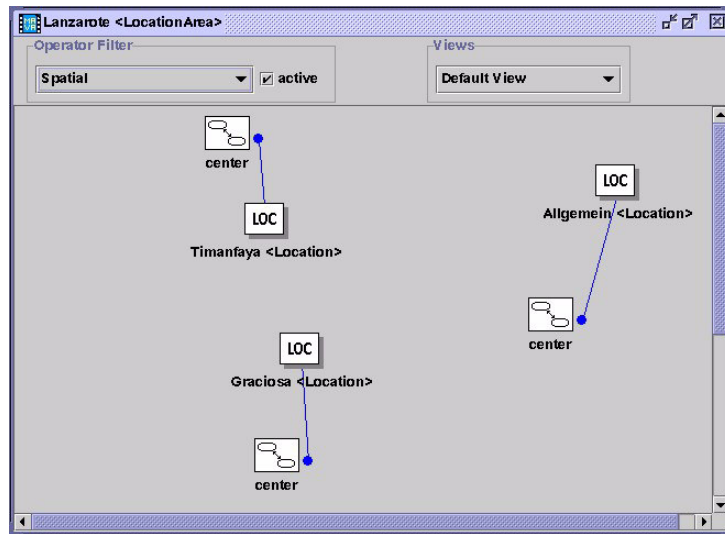 Lanzarote <LocationArea>
Operator Filter
Views
Spatial
active
Default View
center
LOC
Timanfaya <Location>
LOC
Allgemein <Location>
center
LOC
Graciosa <Location>
center